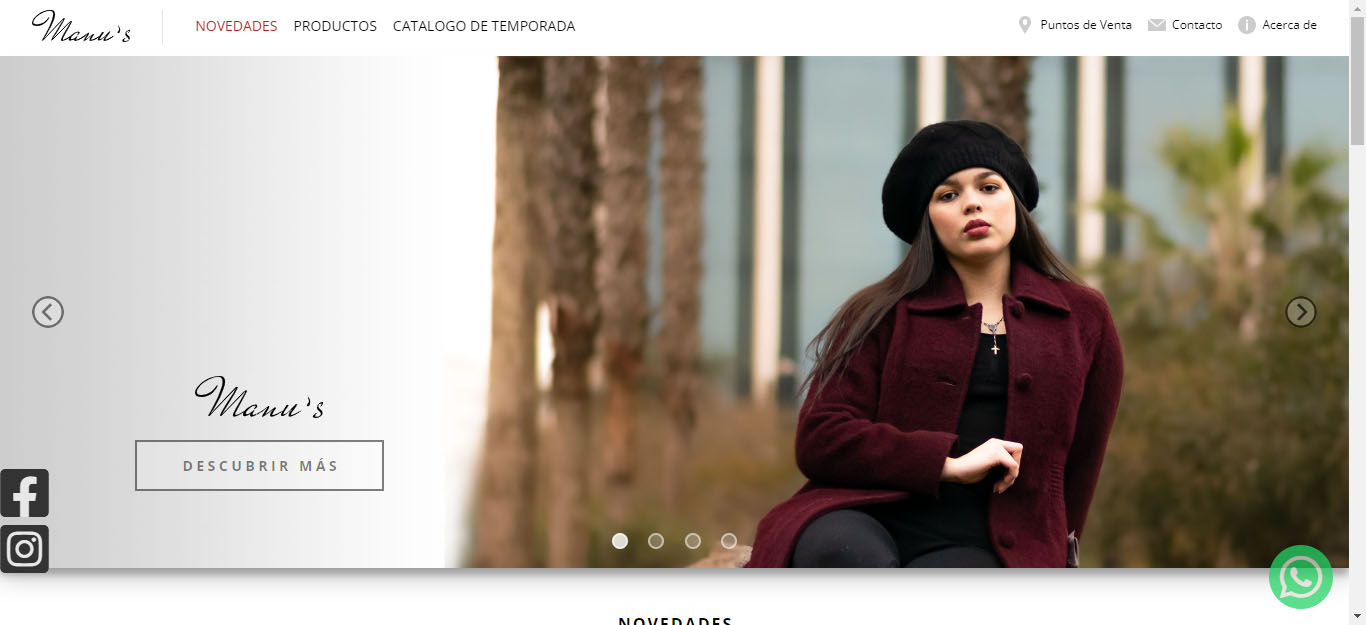 Manu's
NOVEDADES PRODUCTOS CATALOGO DE TEMPORADA
Puntos de Venta Contacto Acerca de
Manu's
DESCUBRIR MÁS
NOVEDADES